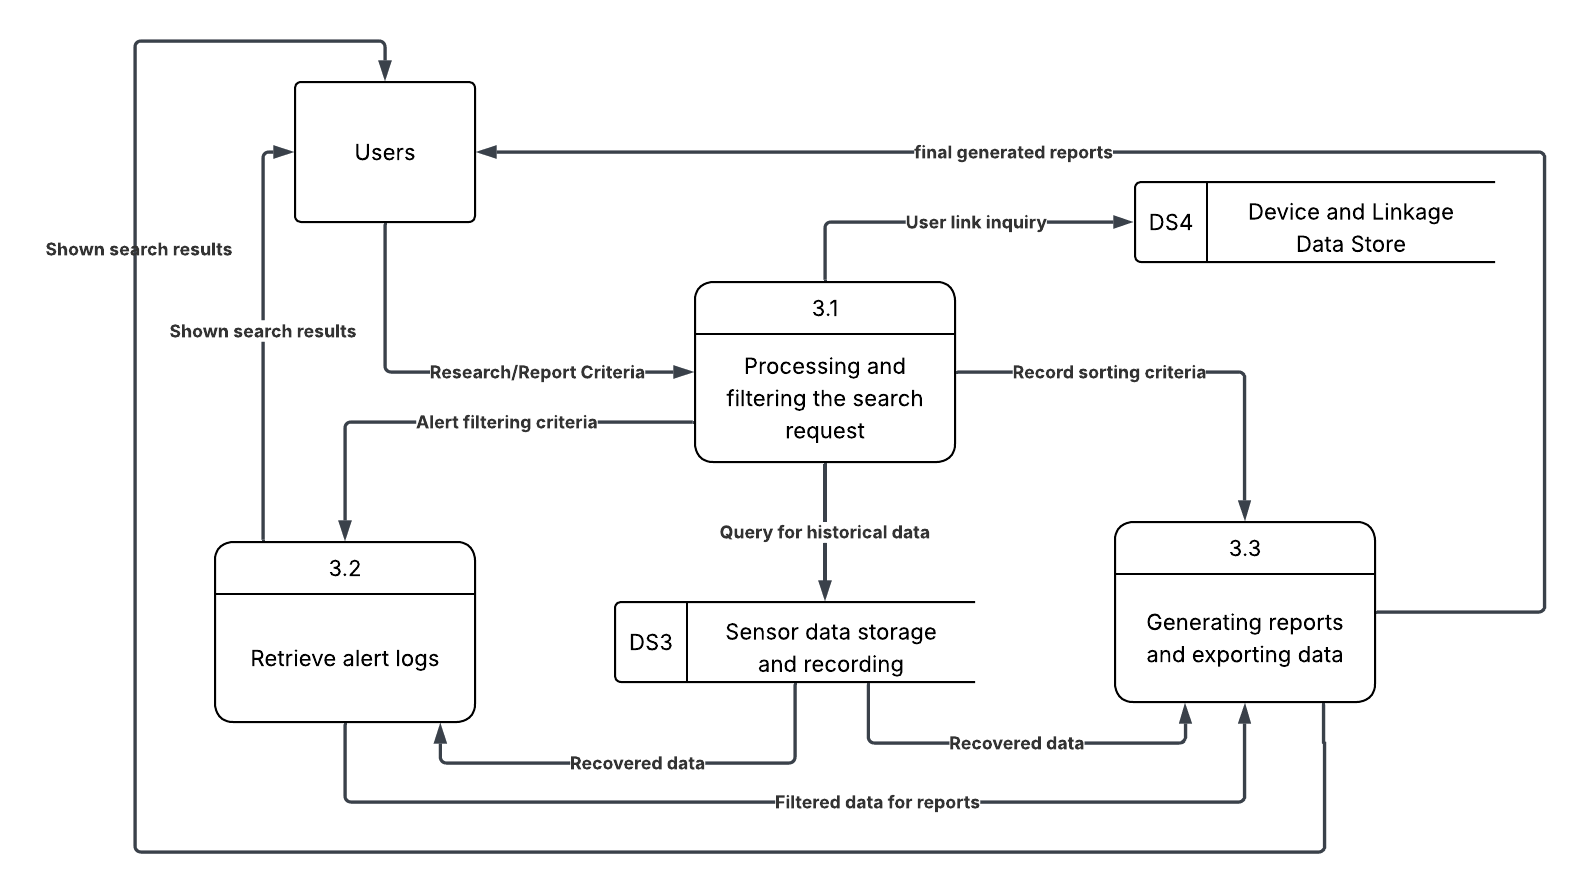 Users
final generated reports
User link inquiry
DS4
Device and Linkage
Data Store
Shown search results
3.1
Shown search results
Processing and
filtering the search
request
Research/Report Criteria
Record sorting criteria
Alert filtering criteria
Query for historical data
3.2
3.3
Retrieve alert logs
DS3
Sensor data storage
and recording
Generating reports
and exporting data
Recovered data
Recovered data
Filtered data for reports